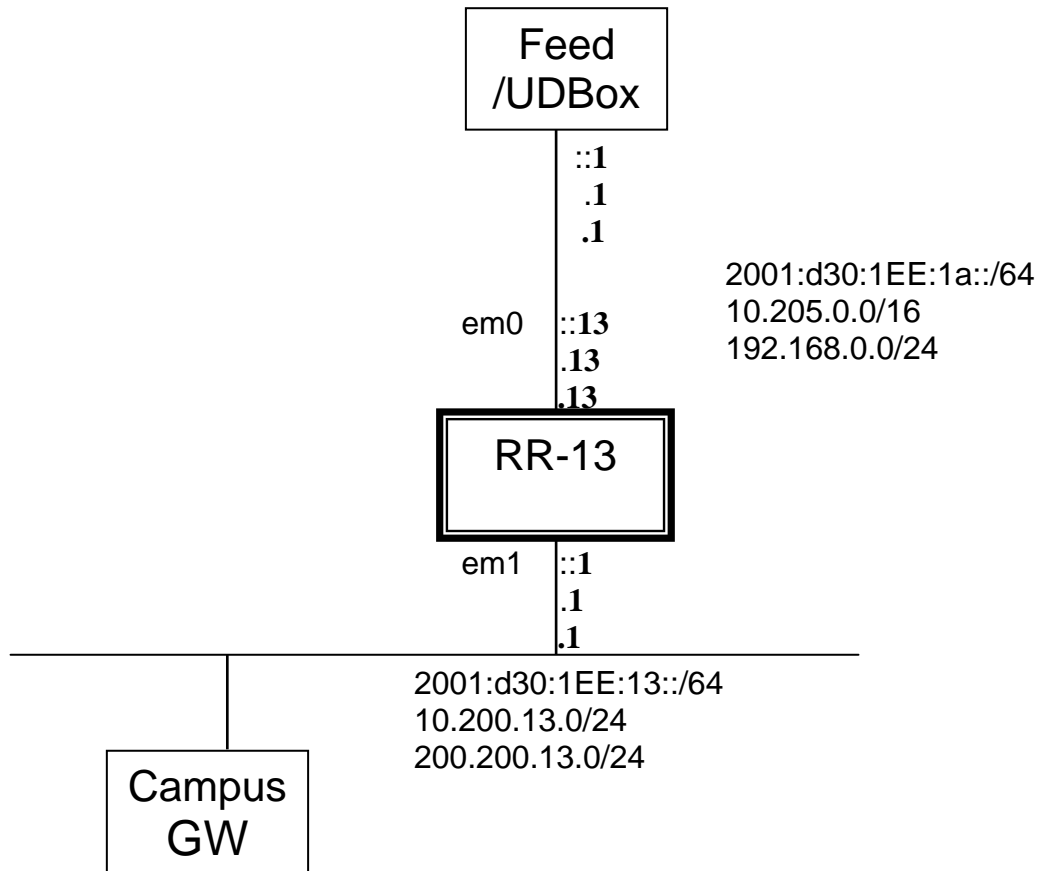 Feed
/UDBox
::1
.1
.1
2001:d30:1EE:1a::/64
10.205.0.0/16
192.168.0.0/24
em0
::13
.13
.13
RR-13
em1
::1
.1
.1
2001:d30:1EE:13::/64
10.200.13.0/24
200.200.13.0/24
Campus
GW